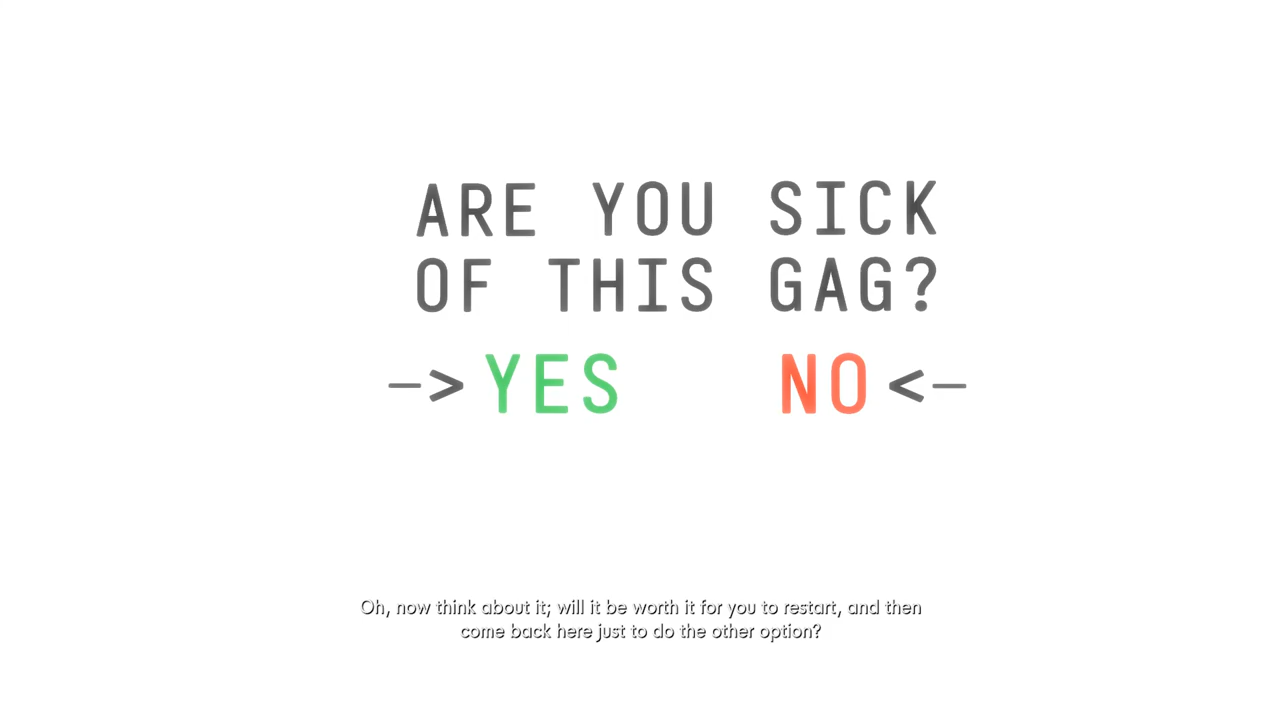 ARE YOU SICK
OF THIS GAG?
—> YES NO <—
Oh, now think about it; will it be worth it for you to restart, and then
come back here just to do the other option?